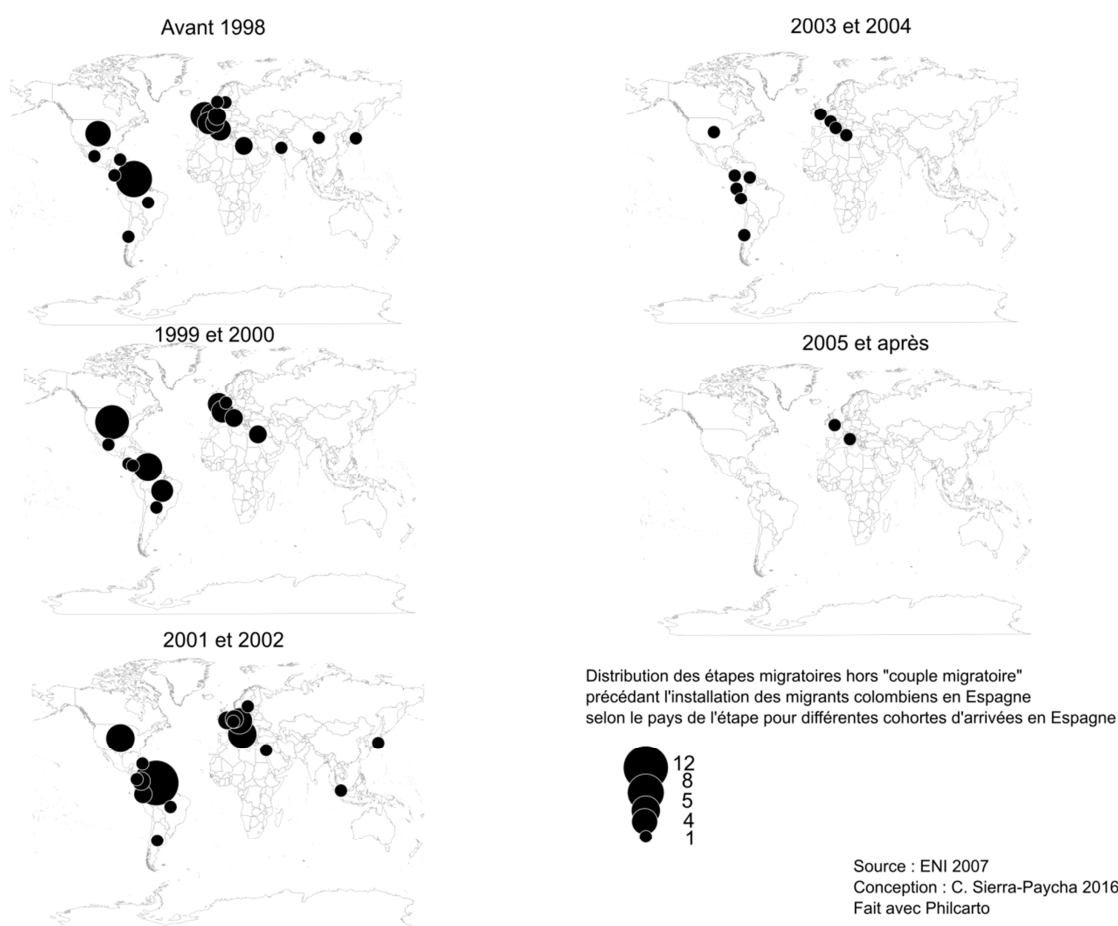 Avant 1998
2003 et 2004
1999 et 2000
2005 et après
2001 et 2002
Distribution des étapes migratoires hors "couple migratoire"
précédant l'installation des migrants colombiens en Espagne
selon le pays de l'étape pour différentes cohortes d'arrivées en Espagne
12
8
5
4
1
Source : ENI 2007
Conception : C. Sierra-Paycha 2016
Fait avec Philcarto